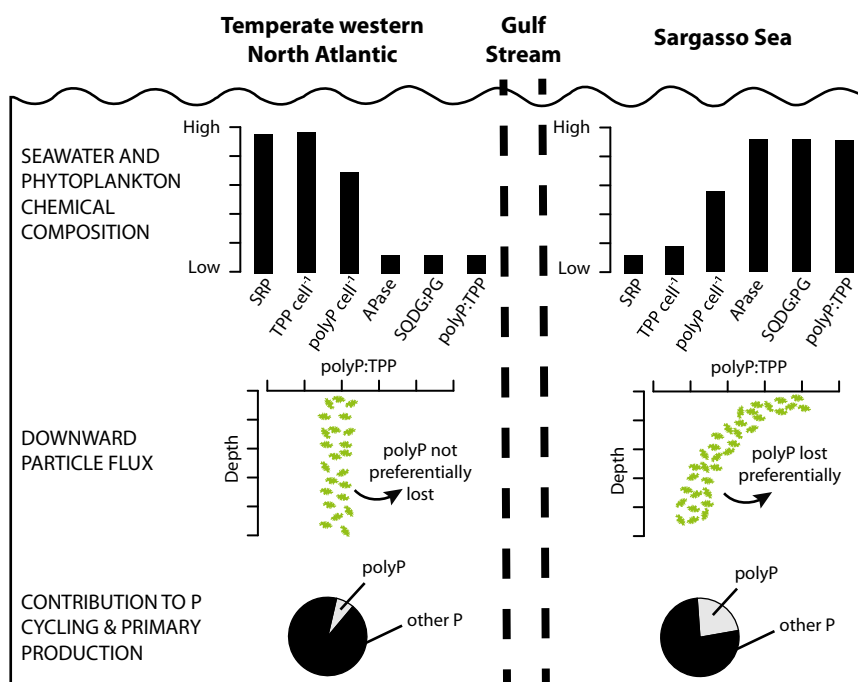 Temperate western
North Atlantic
Gulf
Stream
Sargasso Sea
SEAWATER AND
PHYTOPLANKTON
CHEMICAL
COMPOSITION
High
Low
SRP
TPP cell⁻¹
polyP cell⁻¹
APase
SQDG:PG
polyP:TPP
High
Low
SRP
TPP cell⁻¹
polyP cell⁻¹
APase
SQDG:PG
polyP:TPP
DOWNWARD
PARTICLE FLUX
polyP:TPP
Depth
polyP not
preferentially
lost
polyP:TPP
Depth
polyP lost
preferentially
CONTRIBUTION TO P
CYCLING & PRIMARY
PRODUCTION
polyP
other P
polyP
other P